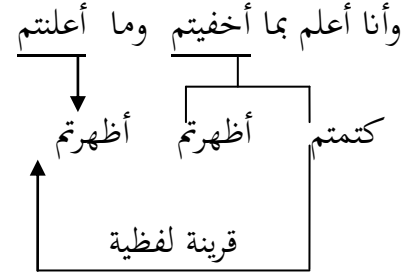 وأنا أعلم بما أخفيتم وما أعلنتم
كتمتم أظهرتم أظهرتم
قرينة لفظية